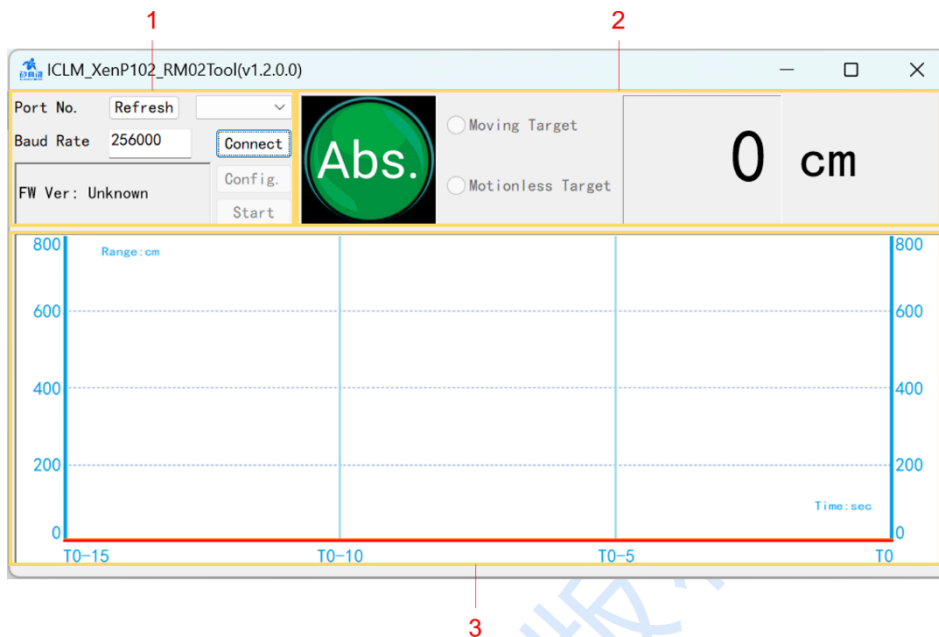 1
2
ICLM_XenP102_RM02Tool(v1.2.0.0)
Port No. Refresh
Baud Rate 256000 Connect
FW Ver: Unknown
Config.
Start
Abs.
Moving Target
Motionless Target
0 cm
800 Range:cm 800
600 600
400 400
200 200
Time:sec
0 0
T0-15 T0-10 T0-5 T0
3
版